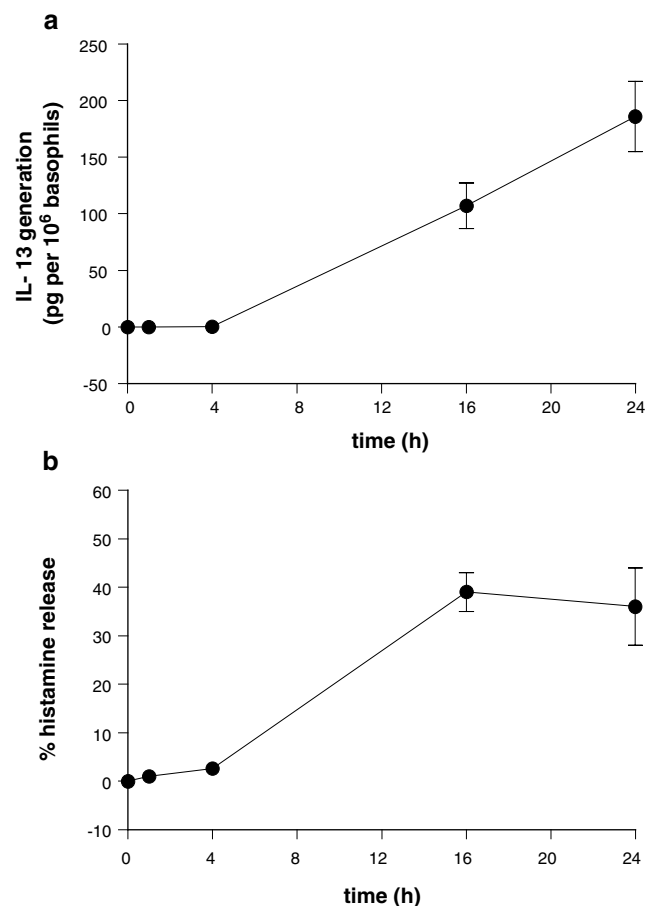 a
IL- 13 generation
(pg per 10⁶ basophils)
250
200
150
100
50
0
-50
0 4 8 12 16 20 24
time (h)
b
% histamine release
60
50
40
30
20
10
0
-10
0 4 8 12 16 20 24
time (h)